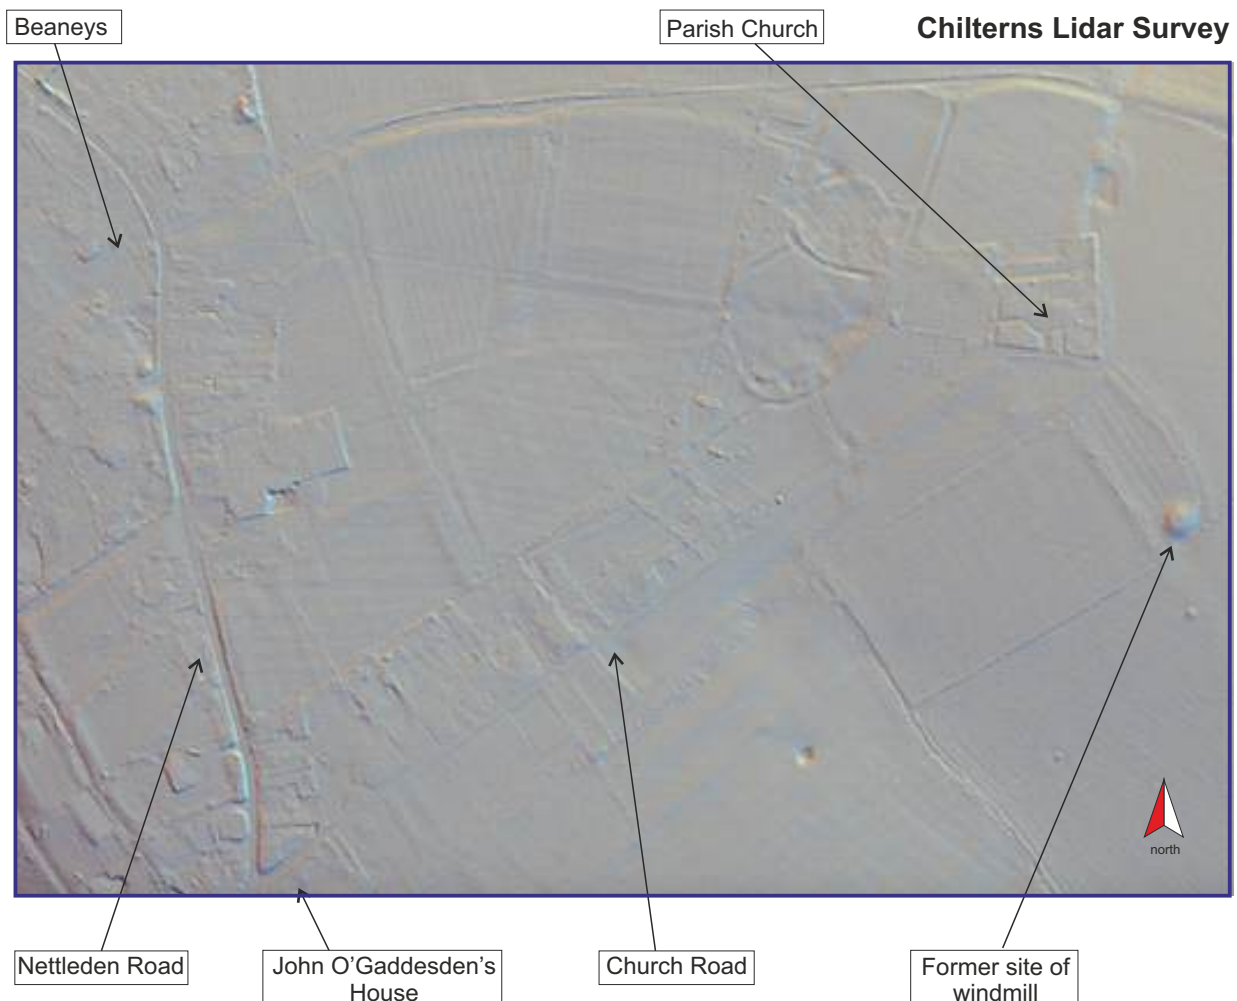 Beaneys
Parish Church
Chilterns Lidar Survey
north
Nettleden Road
John O'Gaddesden's
House
Church Road
Former site of
windmill